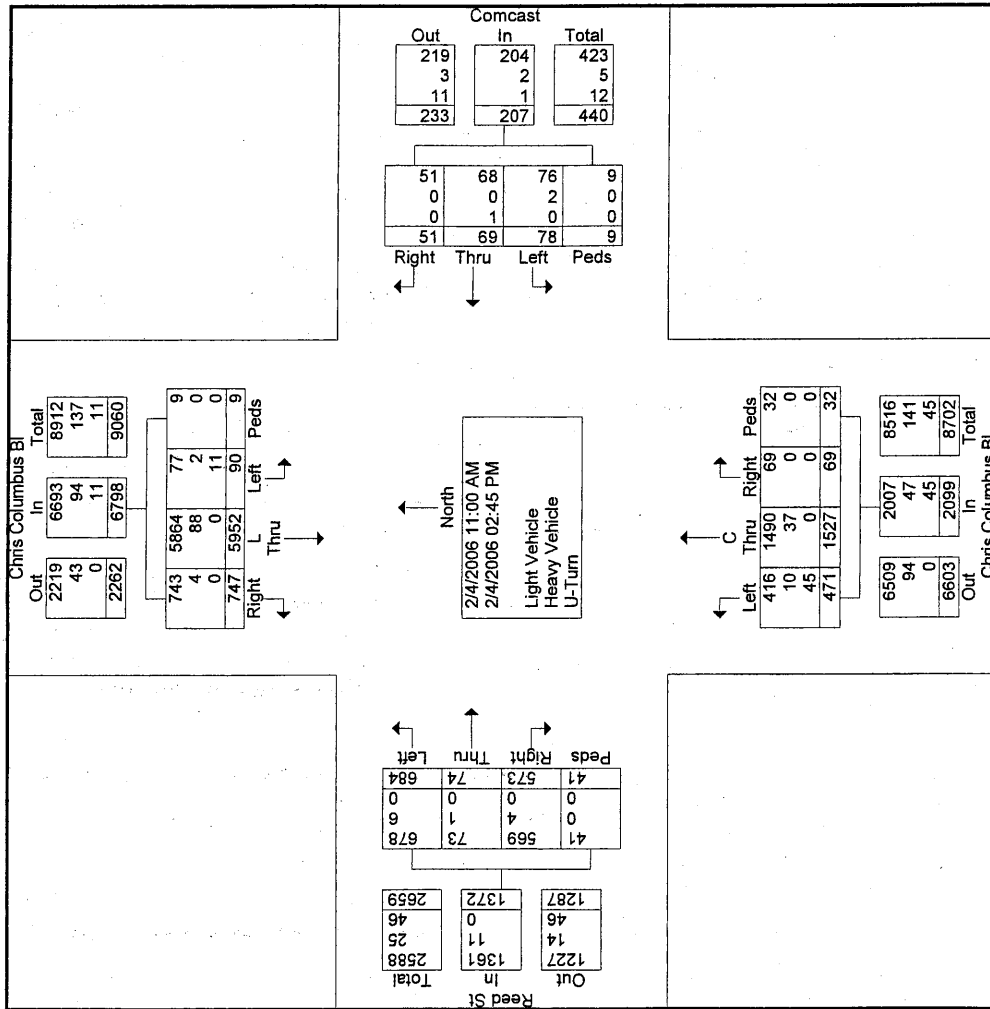 Comcast
Out In Total
219 204 423
3 2 5
11 1 12
233 207 440
51 68 76 9
0 0 2 0
0 1 0 0
51 69 78 9
Right Thru Left Peds
Chris Columbus Bl
Out In Total
2219 6693 8912
43 94 137
0 11 11
2262 6798 9060
743 5864 77 9
4 88 2 0
0 0 11 0
747 5952 90 9
Right Thru Left Peds
L
North
2/4/2006 11:00 AM
2/4/2006 02:45 PM
Light Vehicle
Heavy Vehicle
U-Turn
C
Left Thru Right Peds
416 1490 69 32
10 37 0 0
45 0 0 0
471 1527 69 32
6509 2007 8516
94 47 141
0 45 45
6603 2099 8702
Out In Total
Chris Columbus Bl
Left Thru Right Peds
684 74 573 41
0 0 0 0
6 1 4 0
678 73 569 41
2659 1372 1287
46 0 46
25 11 14
2588 1361 1227
Total In Out
Reed St